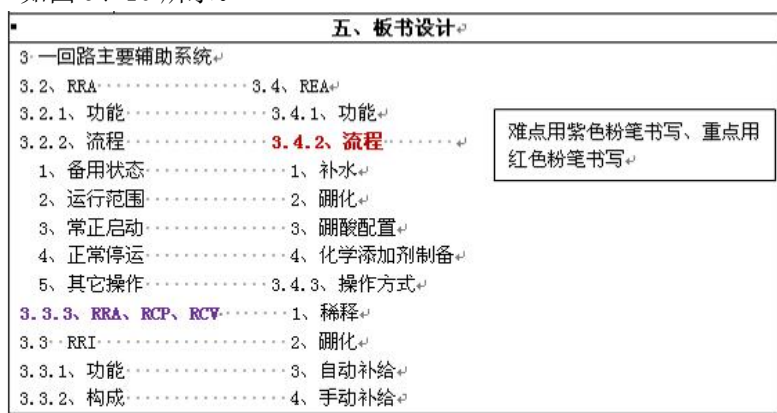 五、板书设计
3 一回路主要辅助系统
3.2、RRA 3.4、REA
3.2.1、功能 3.4.1、功能
3.2.2、流程 3.4.2、流程
1、备用状态 1、补水
2、运行范围 2、硼化
3、常正启动 3、硼酸配置
4、正常停运 4、化学添加剂制备
5、其它操作 3.4.3、操作方式
3.3.3、RRA、RCP、RCV 1、稀释
3.3 RRI 2、硼化
3.3.1、功能 3、自动补给
3.3.2、构成 4、手动补给
难点用紫色粉笔书写、重点用
红色粉笔书写